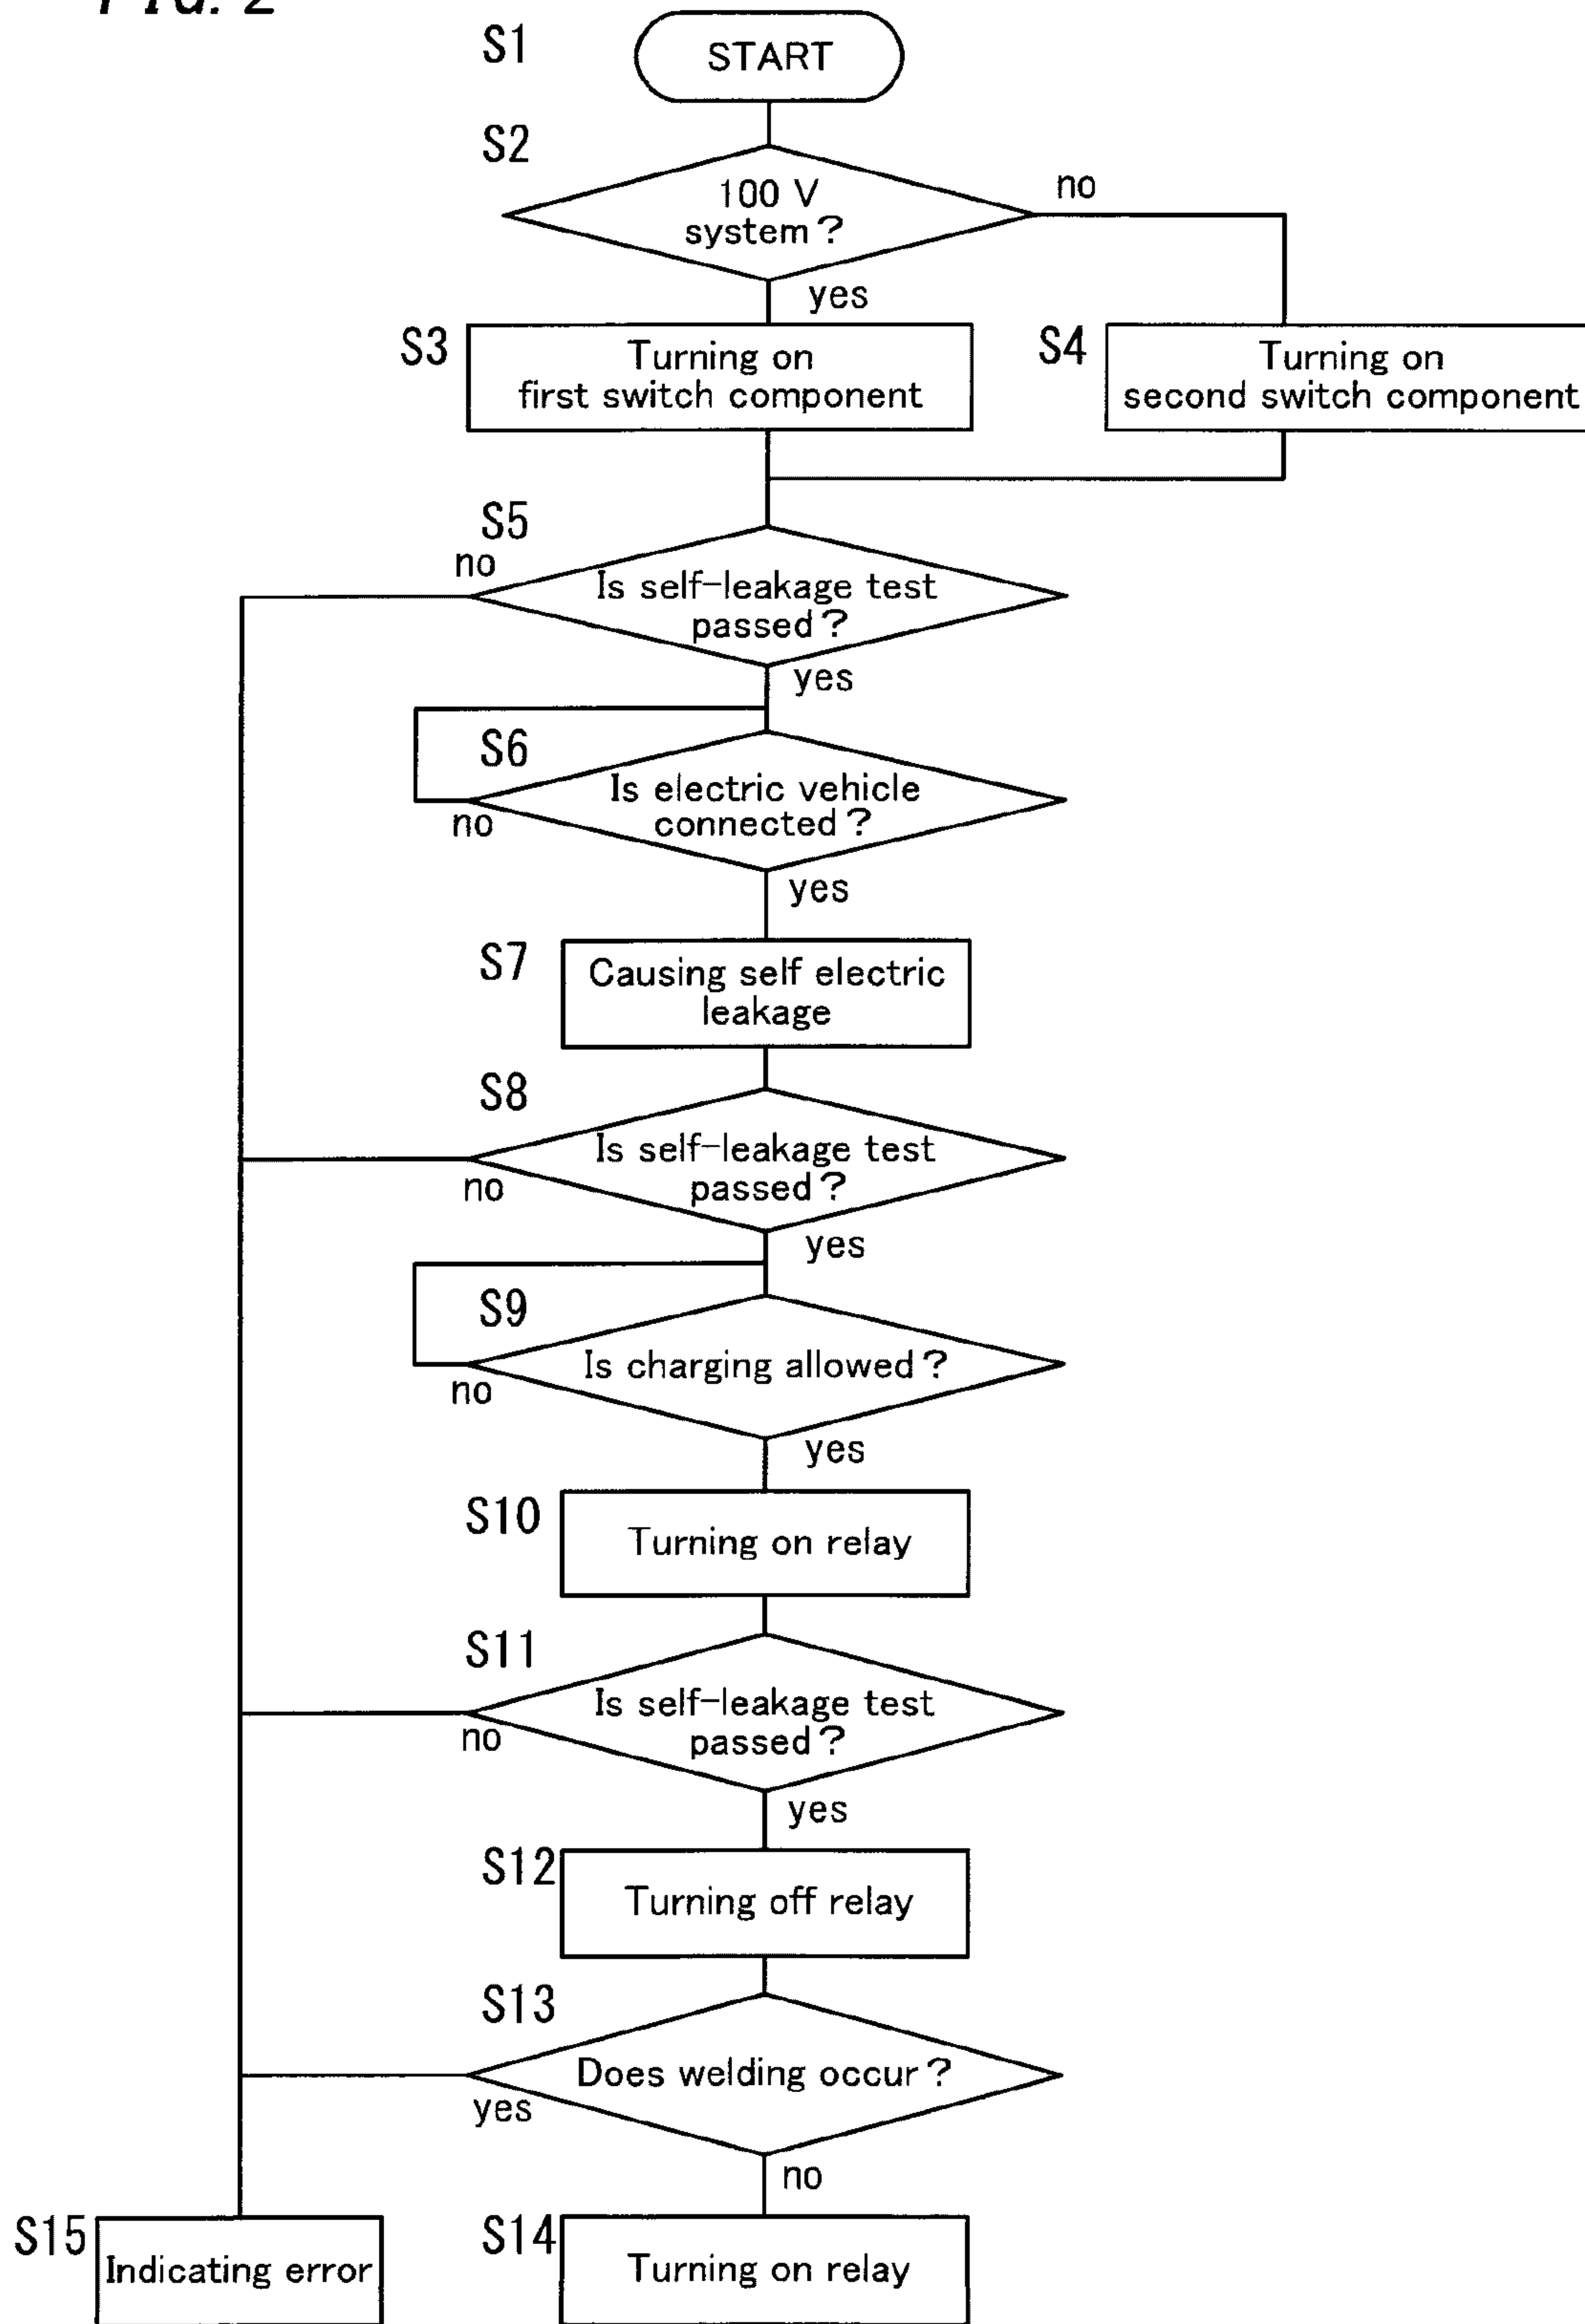 FIG. 2
S1
START
S2
100 V
system?
no
yes
S3
Turning on
first switch component
S4
Turning on
second switch component
S5
no
Is self-leakage test
passed?
yes
S6
Is electric vehicle
connected?
no
yes
S7
Causing self electric
leakage
S8
Is self-leakage test
passed?
no
yes
S9
Is charging allowed?
no
yes
S10
Turning on relay
S11
Is self-leakage test
passed?
no
yes
S12
Turning off relay
S13
Does welding occur?
yes
no
S15
Indicating error
S14
Turning on relay